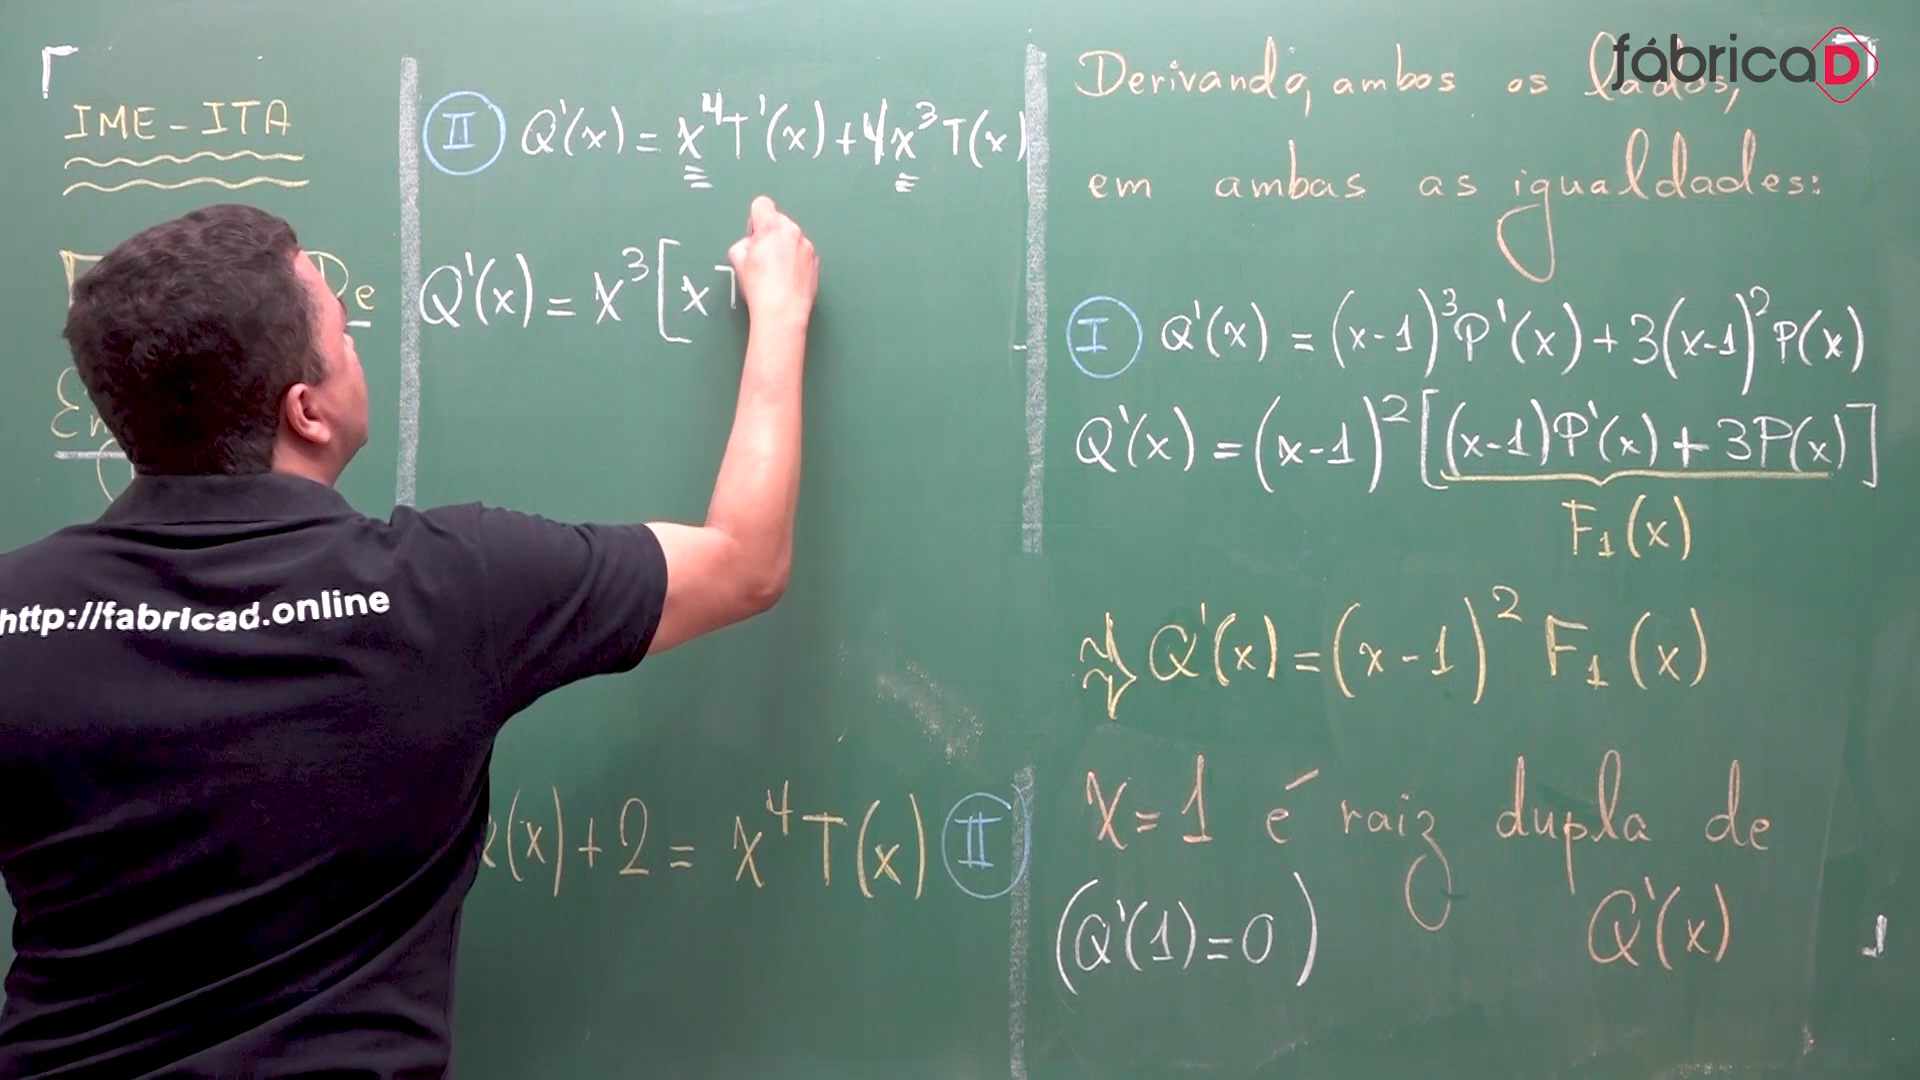 IME-ITA
De
II Q'(x) = x⁴T'(x)+4x³T(x)
Q'(x) = x³[xT
(x)+2 = x⁴T(x) II
Derivando, ambos os lados,
em ambas as igualdades:
I Q'(x) = (x-1)³P'(x)+3(x-1)²P(x)
Q'(x) = (x-1)²[(x-1)P'(x)+3P(x)]
F₁(x)
Q'(x) = (x-1)² F₁(x)
x=1 é raiz dupla de
Q'(x)
(Q'(1)=0)
fábricaD
http://fabricad.online